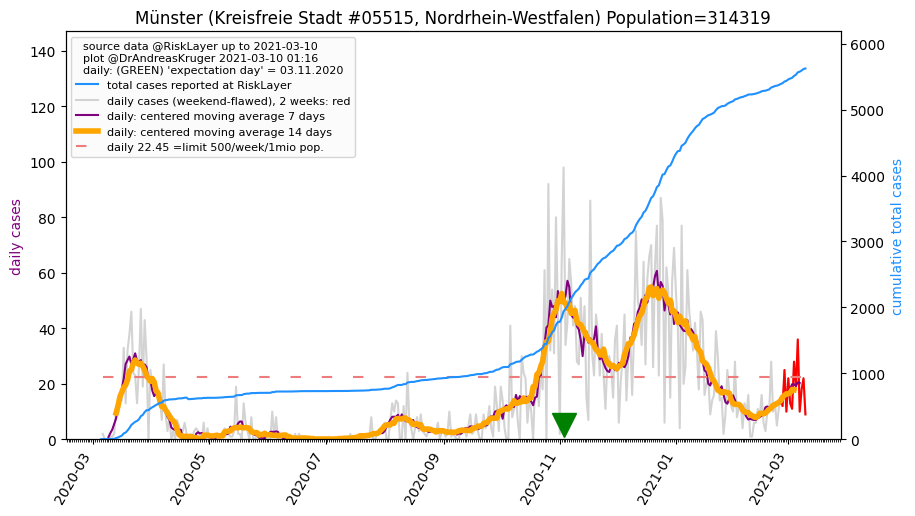 Münster (Kreisfreie Stadt #05515, Nordrhein-Westfalen) Population=314319
source data @RiskLayer up to 2021-03-10
plot @DrAndreasKruger 2021-03-10 01:16
daily: (GREEN) 'expectation day' = 03.11.2020
total cases reported at RiskLayer
daily cases (weekend-flawed), 2 weeks: red
daily: centered moving average 7 days
daily: centered moving average 14 days
daily 22.45 =limit 500/week/1mio pop.
daily cases
140
120
100
80
60
40
20
0
cumulative total cases
6000
5000
4000
3000
2000
1000
0
2020-03
2020-05
2020-07
2020-09
2020-11
2021-01
2021-03